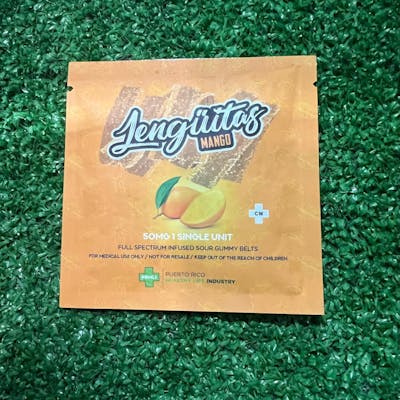 Lengüitas
MANGO
CW
50MG 1 SINGLE UNIT
FULL SPECTRUM INFUSED SOUR GUMMY BELTS
FOR MEDICAL USE ONLY / NOT FOR RESALE / KEEP OUT OF THE REACH OF CHILDREN
PUERTO RICO
INDUSTRY